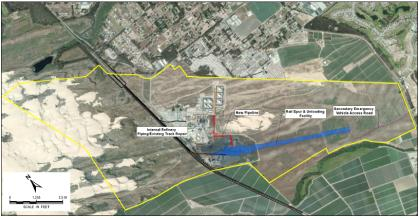 New Pipeline
Rail Spur & Unloading
Facility
Secondary Emergency
Vehicle Access Road
Internal Refinery
Piping/Existing Track Repair
N
SCALE IN FEET